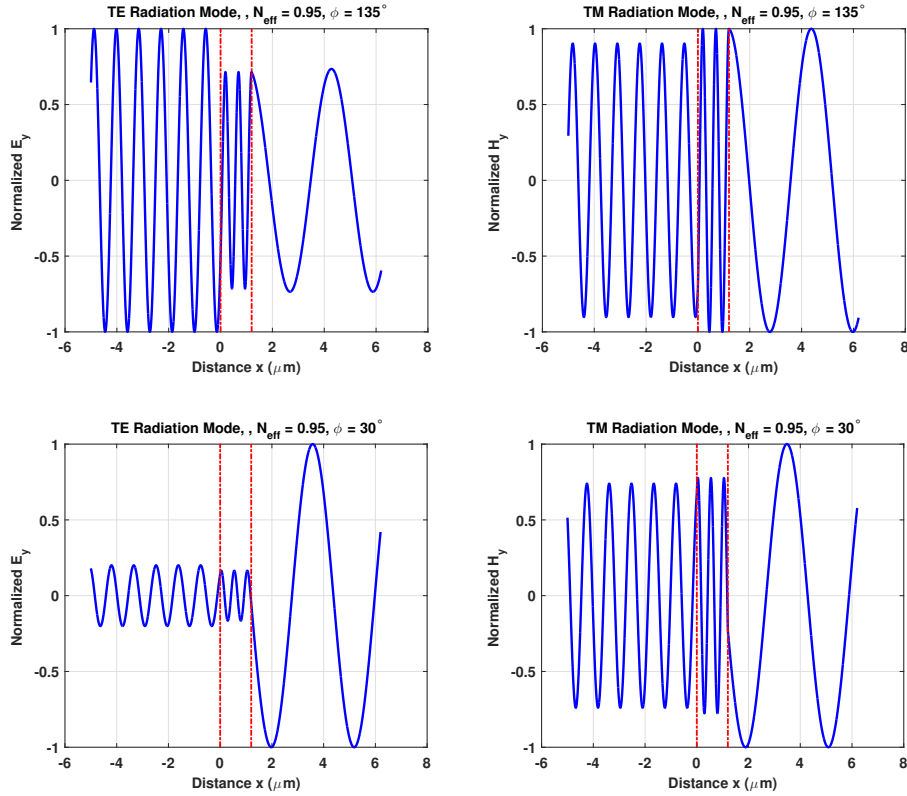 TE Radiation Mode, , N_eff = 0.95, ϕ = 135°
Normalized E_y
1
0.5
0
-0.5
-1
-6 -4 -2 0 2 4 6 8
Distance x (μm)
TM Radiation Mode, , N_eff = 0.95, ϕ = 135°
Normalized H_y
1
0.5
0
-0.5
-1
-6 -4 -2 0 2 4 6 8
Distance x (μm)
TE Radiation Mode, , N_eff = 0.95, ϕ = 30°
Normalized E_y
1
0.5
0
-0.5
-1
-6 -4 -2 0 2 4 6 8
Distance x (μm)
TM Radiation Mode, , N_eff = 0.95, ϕ = 30°
Normalized H_y
1
0.5
0
-0.5
-1
-6 -4 -2 0 2 4 6 8
Distance x (μm)